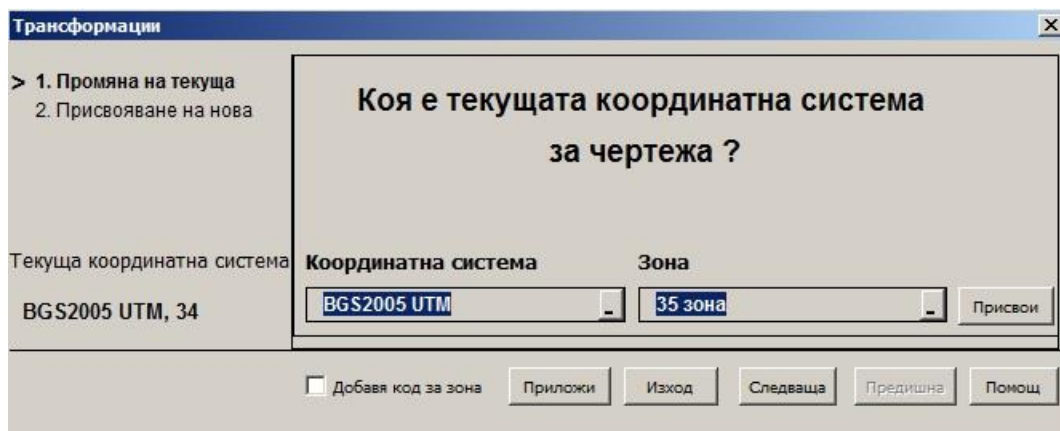 Трансформации
> 1. Промяна на текуща
2. Присвояване на нова
Коя е текущата координатна система
за чертежа ?
Текуща координатна система
BGS2005 UTM, 34
Координатна система
Зона
BGS2005 UTM
35 зона
Присвои
Добавя код за зона
Приложи
Изход
Следваща
Предишна
Помощ